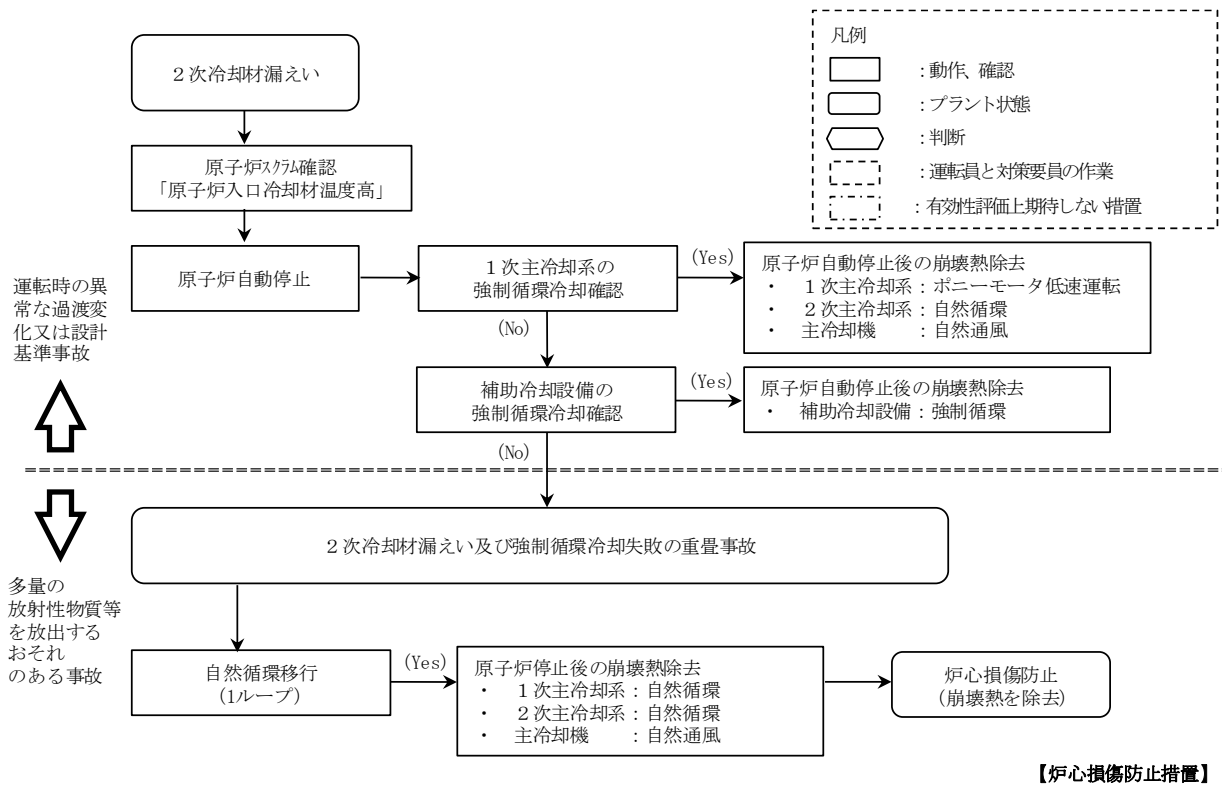 ２次冷却材漏えい
原子炉ｽｸﾗﾑ確認
「原子炉入口冷却材温度高」
原子炉自動停止
１次主冷却系の
強制循環冷却確認
(Yes)
原子炉自動停止後の崩壊熱除去
・ １次主冷却系：ポニーモータ低速運転
・ ２次主冷却系：自然循環
・ 主冷却機　　：自然通風
(No)
補助冷却設備の
強制循環冷却確認
(Yes)
原子炉自動停止後の崩壊熱除去
・ 補助冷却設備：強制循環
(No)
凡例
：動作、確認
：プラント状態
：判断
：運転員と対策要員の作業
：有効性評価上期待しない措置
運転時の異
常な過渡変
化又は設計
基準事故
２次冷却材漏えい及び強制循環冷却失敗の重畳事故
多量の
放射性物質等
を放出する
おそれ
のある事故
自然循環移行
(1ループ)
(Yes)
原子炉停止後の崩壊熱除去
・ １次主冷却系：自然循環
・ ２次主冷却系：自然循環
・ 主冷却機　　：自然通風
炉心損傷防止
(崩壊熱を除去)
【炉心損傷防止措置】